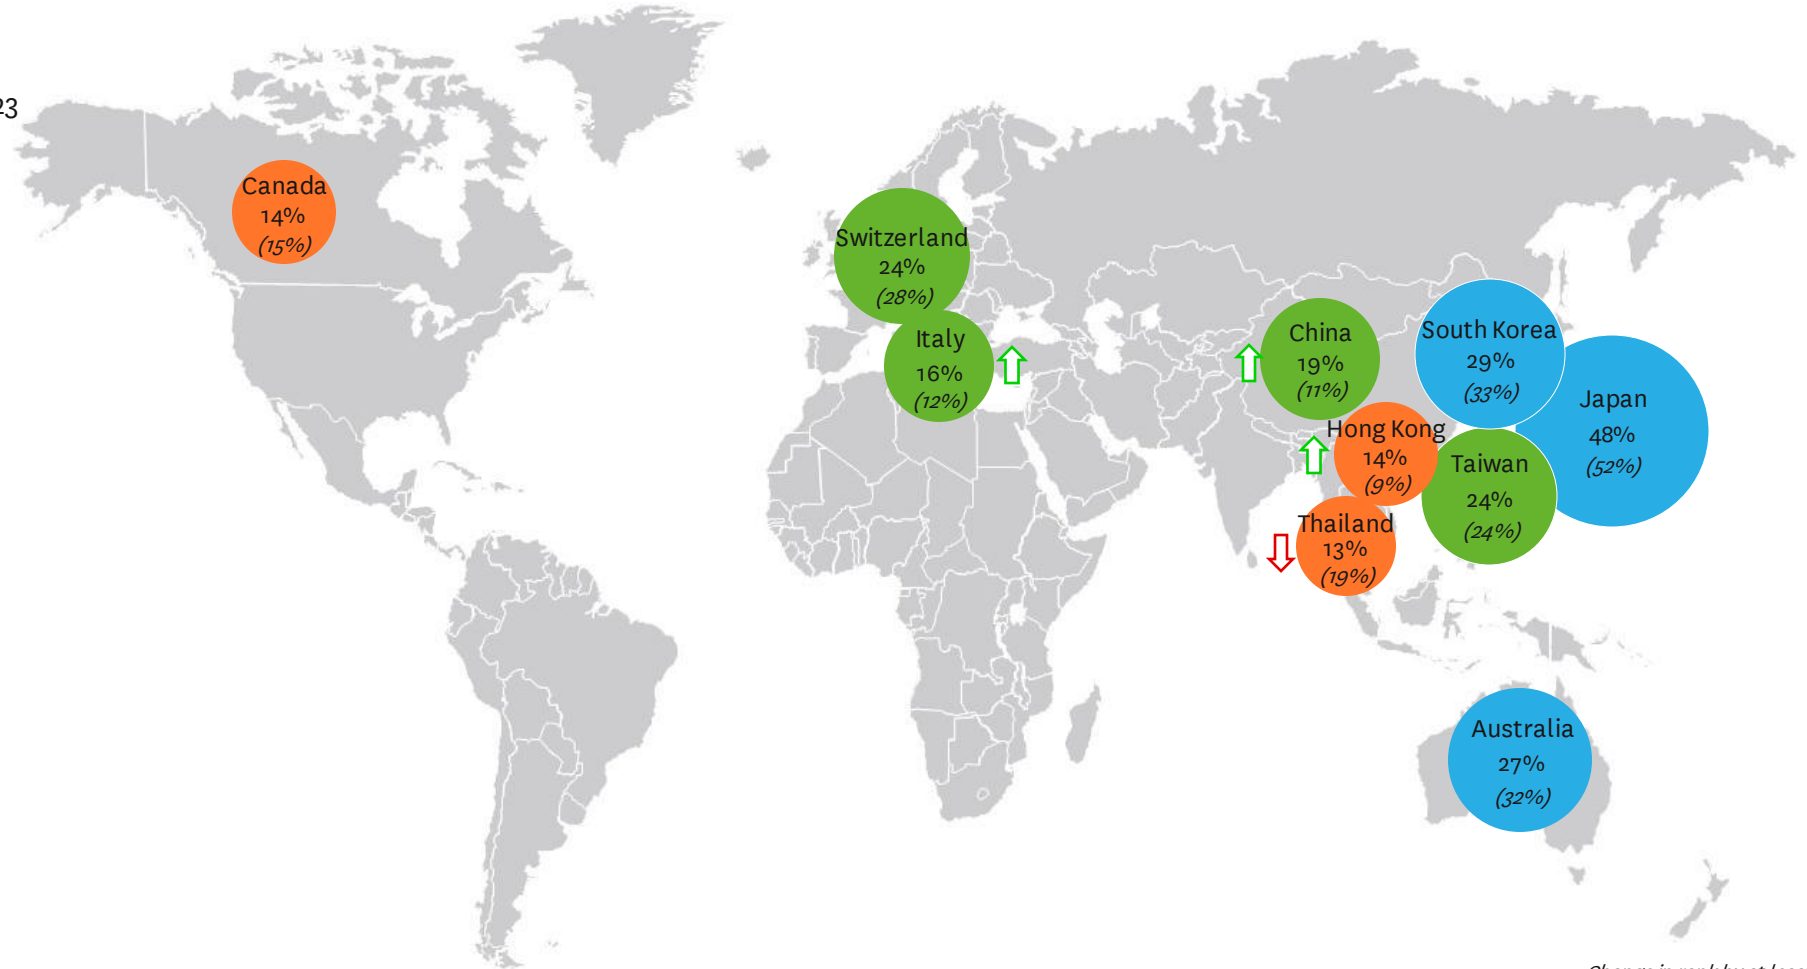 Canada
14%
(15%)
Switzerland
24%
(28%)
Italy
16%
(12%)
China
19%
(11%)
South Korea
29%
(33%)
Japan
48%
(52%)
Hong Kong
14%
(9%)
Taiwan
24%
(24%)
Thailand
13%
(19%)
Australia
27%
(32%)